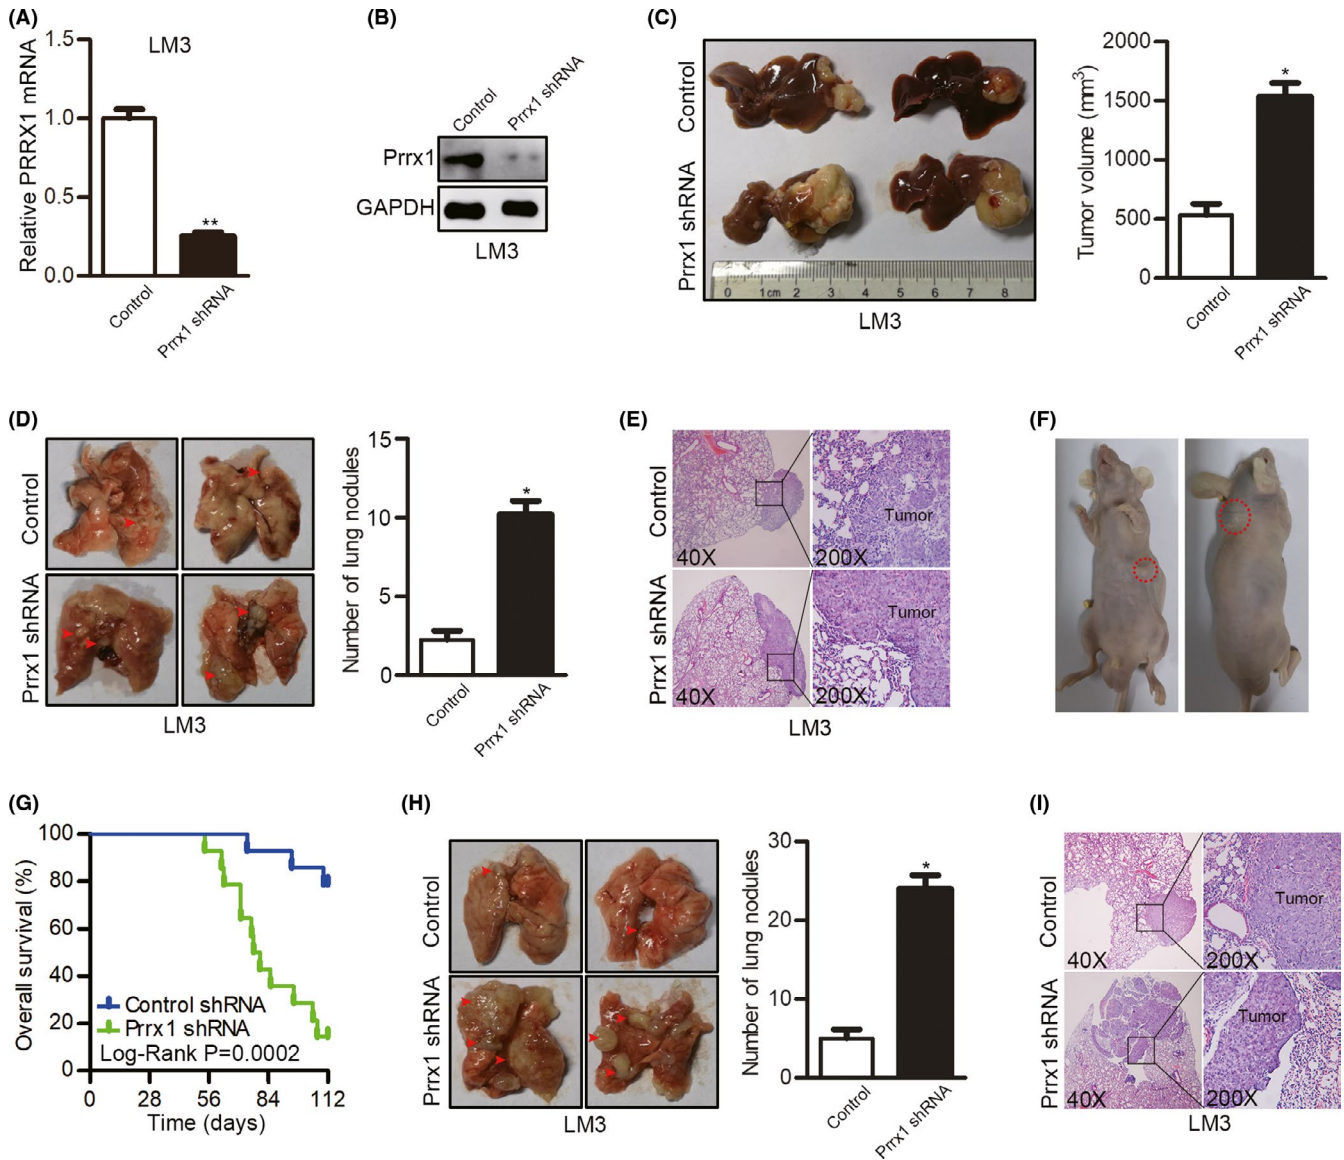 (A)
LM3
Relative PRRX1 mRNA
1.5
1.0
0.5
0.0
**
Control
Prrx1 shRNA
(B)
Control
Prrx1 shRNA
Prrx1
GAPDH
LM3
(C)
Control
Prrx1 shRNA
0 1cm 2 3 4 5 6 7 8
LM3
Tumor volume (mm³)
2000
1500
1000
500
0
*
Control
Prrx1 shRNA
(D)
Control
Prrx1 shRNA
LM3
Number of lung nodules
15
10
5
0
*
Control
Prrx1 shRNA
(E)
Control
40X
200X
Tumor
Prrx1 shRNA
40X
200X
Tumor
LM3
(F)
(G)
Overall survival (%)
100
80
60
40
20
0
Control shRNA
Prrx1 shRNA
Log-Rank P=0.0002
0 28 56 84 112
Time (days)
(H)
Control
Prrx1 shRNA
LM3
Number of lung nodules
30
20
10
0
*
Control
Prrx1 shRNA
(I)
Control
40X
200X
Tumor
Prrx1 shRNA
40X
200X
Tumor
LM3